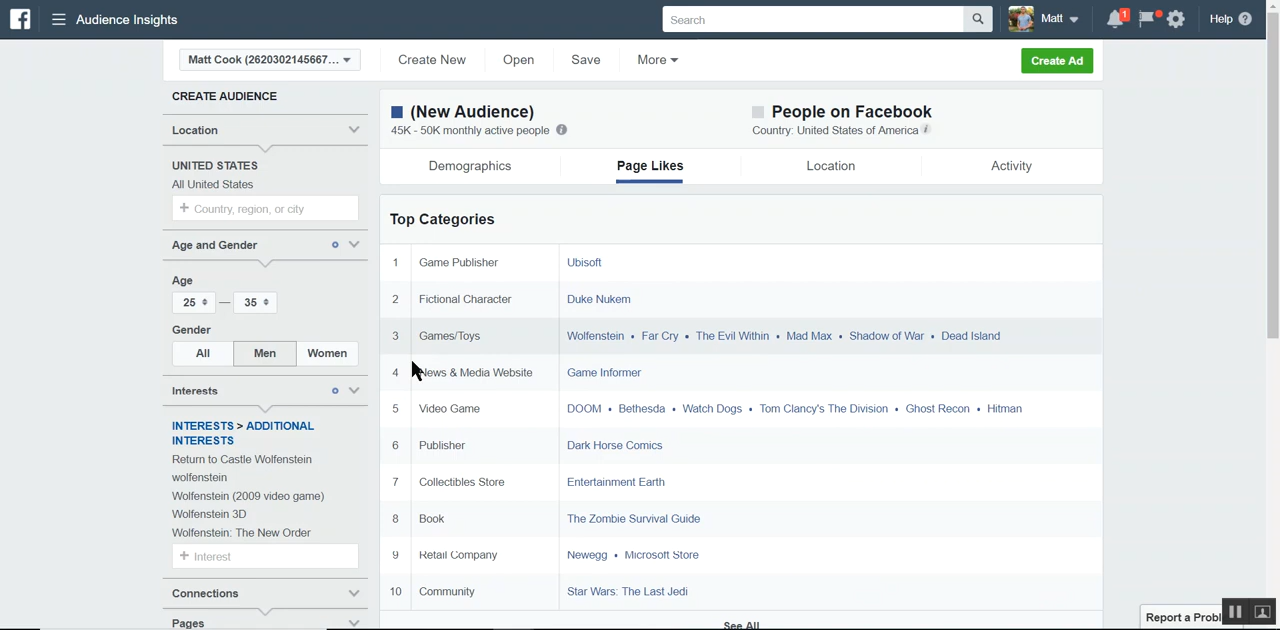 Audience Insights
Search
Matt
1
Help ?
Matt Cook (2620302145667...
Create New
Open
Save
More
Create Ad
CREATE AUDIENCE
Location
UNITED STATES
All United States
+ Country, region, or city
Age and Gender
Age
25 — 35
Gender
All Men Women
Interests
INTERESTS > ADDITIONAL
INTERESTS
Return to Castle Wolfenstein
wolfenstein
Wolfenstein (2009 video game)
Wolfenstein 3D
Wolfenstein: The New Order
+ Interest
Connections
Pages
(New Audience)
45K - 50K monthly active people i
People on Facebook
Country: United States of America i
Demographics Page Likes Location Activity
Top Categories
1 Game Publisher Ubisoft
2 Fictional Character Duke Nukem
3 Games/Toys Wolfenstein • Far Cry • The Evil Within • Mad Max • Shadow of War • Dead Island
4 News & Media Website Game Informer
5 Video Game DOOM • Bethesda • Watch Dogs • Tom Clancy's The Division • Ghost Recon • Hitman
6 Publisher Dark Horse Comics
7 Collectibles Store Entertainment Earth
8 Book The Zombie Survival Guide
9 Retail Company Newegg • Microsoft Store
10 Community Star Wars: The Last Jedi
See All
Report a Probl